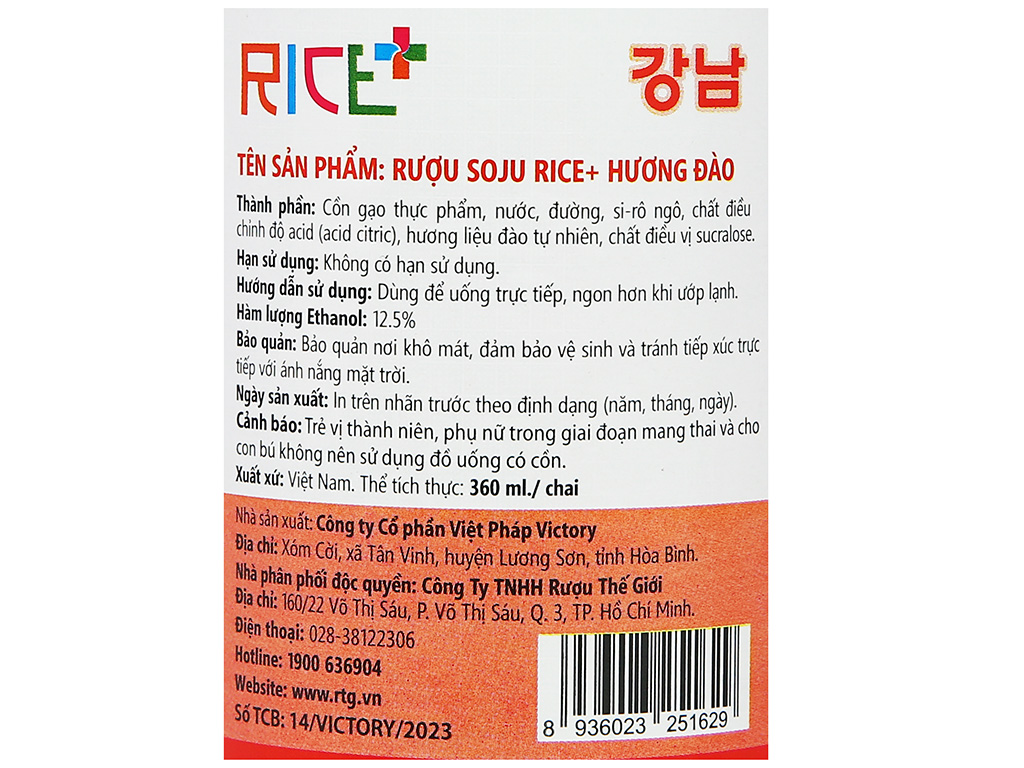 RICE+
강남
TÊN SẢN PHẨM: RƯỢU SOJU RICE+ HƯƠNG ĐÀO
Thành phần: Cồn gạo thực phẩm, nước, đường, si-rô ngô, chất điều
chỉnh độ acid (acid citric), hương liệu đào tự nhiên, chất điều vị sucralose.
Hạn sử dụng: Không có hạn sử dụng.
Hướng dẫn sử dụng: Dùng để uống trực tiếp, ngon hơn khi ướp lạnh.
Hàm lượng Ethanol: 12.5%
Bảo quản: Bảo quản nơi khô mát, đảm bảo vệ sinh và tránh tiếp xúc trực
tiếp với ánh nắng mặt trời.
Ngày sản xuất: In trên nhãn trước theo định dạng (năm, tháng, ngày).
Cảnh báo: Trẻ vị thành niên, phụ nữ trong giai đoạn mang thai và cho
con bú không nên sử dụng đồ uống có cồn.
Xuất xứ: Việt Nam. Thể tích thực: 360 ml./ chai
Nhà sản xuất: Công ty Cổ phần Việt Pháp Victory
Địa chỉ: Xóm Cời, xã Tân Vinh, huyện Lương Sơn, tỉnh Hòa Bình.
Nhà phân phối độc quyền: Công Ty TNHH Rượu Thế Giới
Địa chỉ: 160/22 Võ Thị Sáu, P. Võ Thị Sáu, Q. 3, TP. Hồ Chí Minh.
Điện thoại: 028-38122306
Hotline: 1900 636904
Website: www.rtg.vn
Số TCB: 14/VICTORY/2023
8 936023 251629